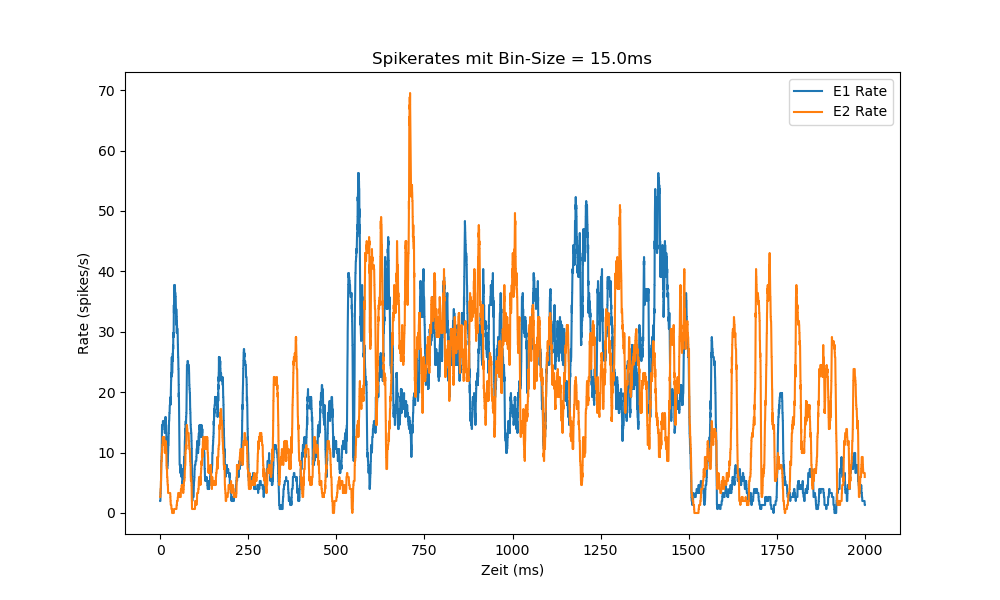 Spikerates mit Bin-Size = 15.0ms
E1 Rate
E2 Rate
70
60
50
40
30
20
10
0
Rate (spikes/s)
0 250 500 750 1000 1250 1500 1750 2000
Zeit (ms)